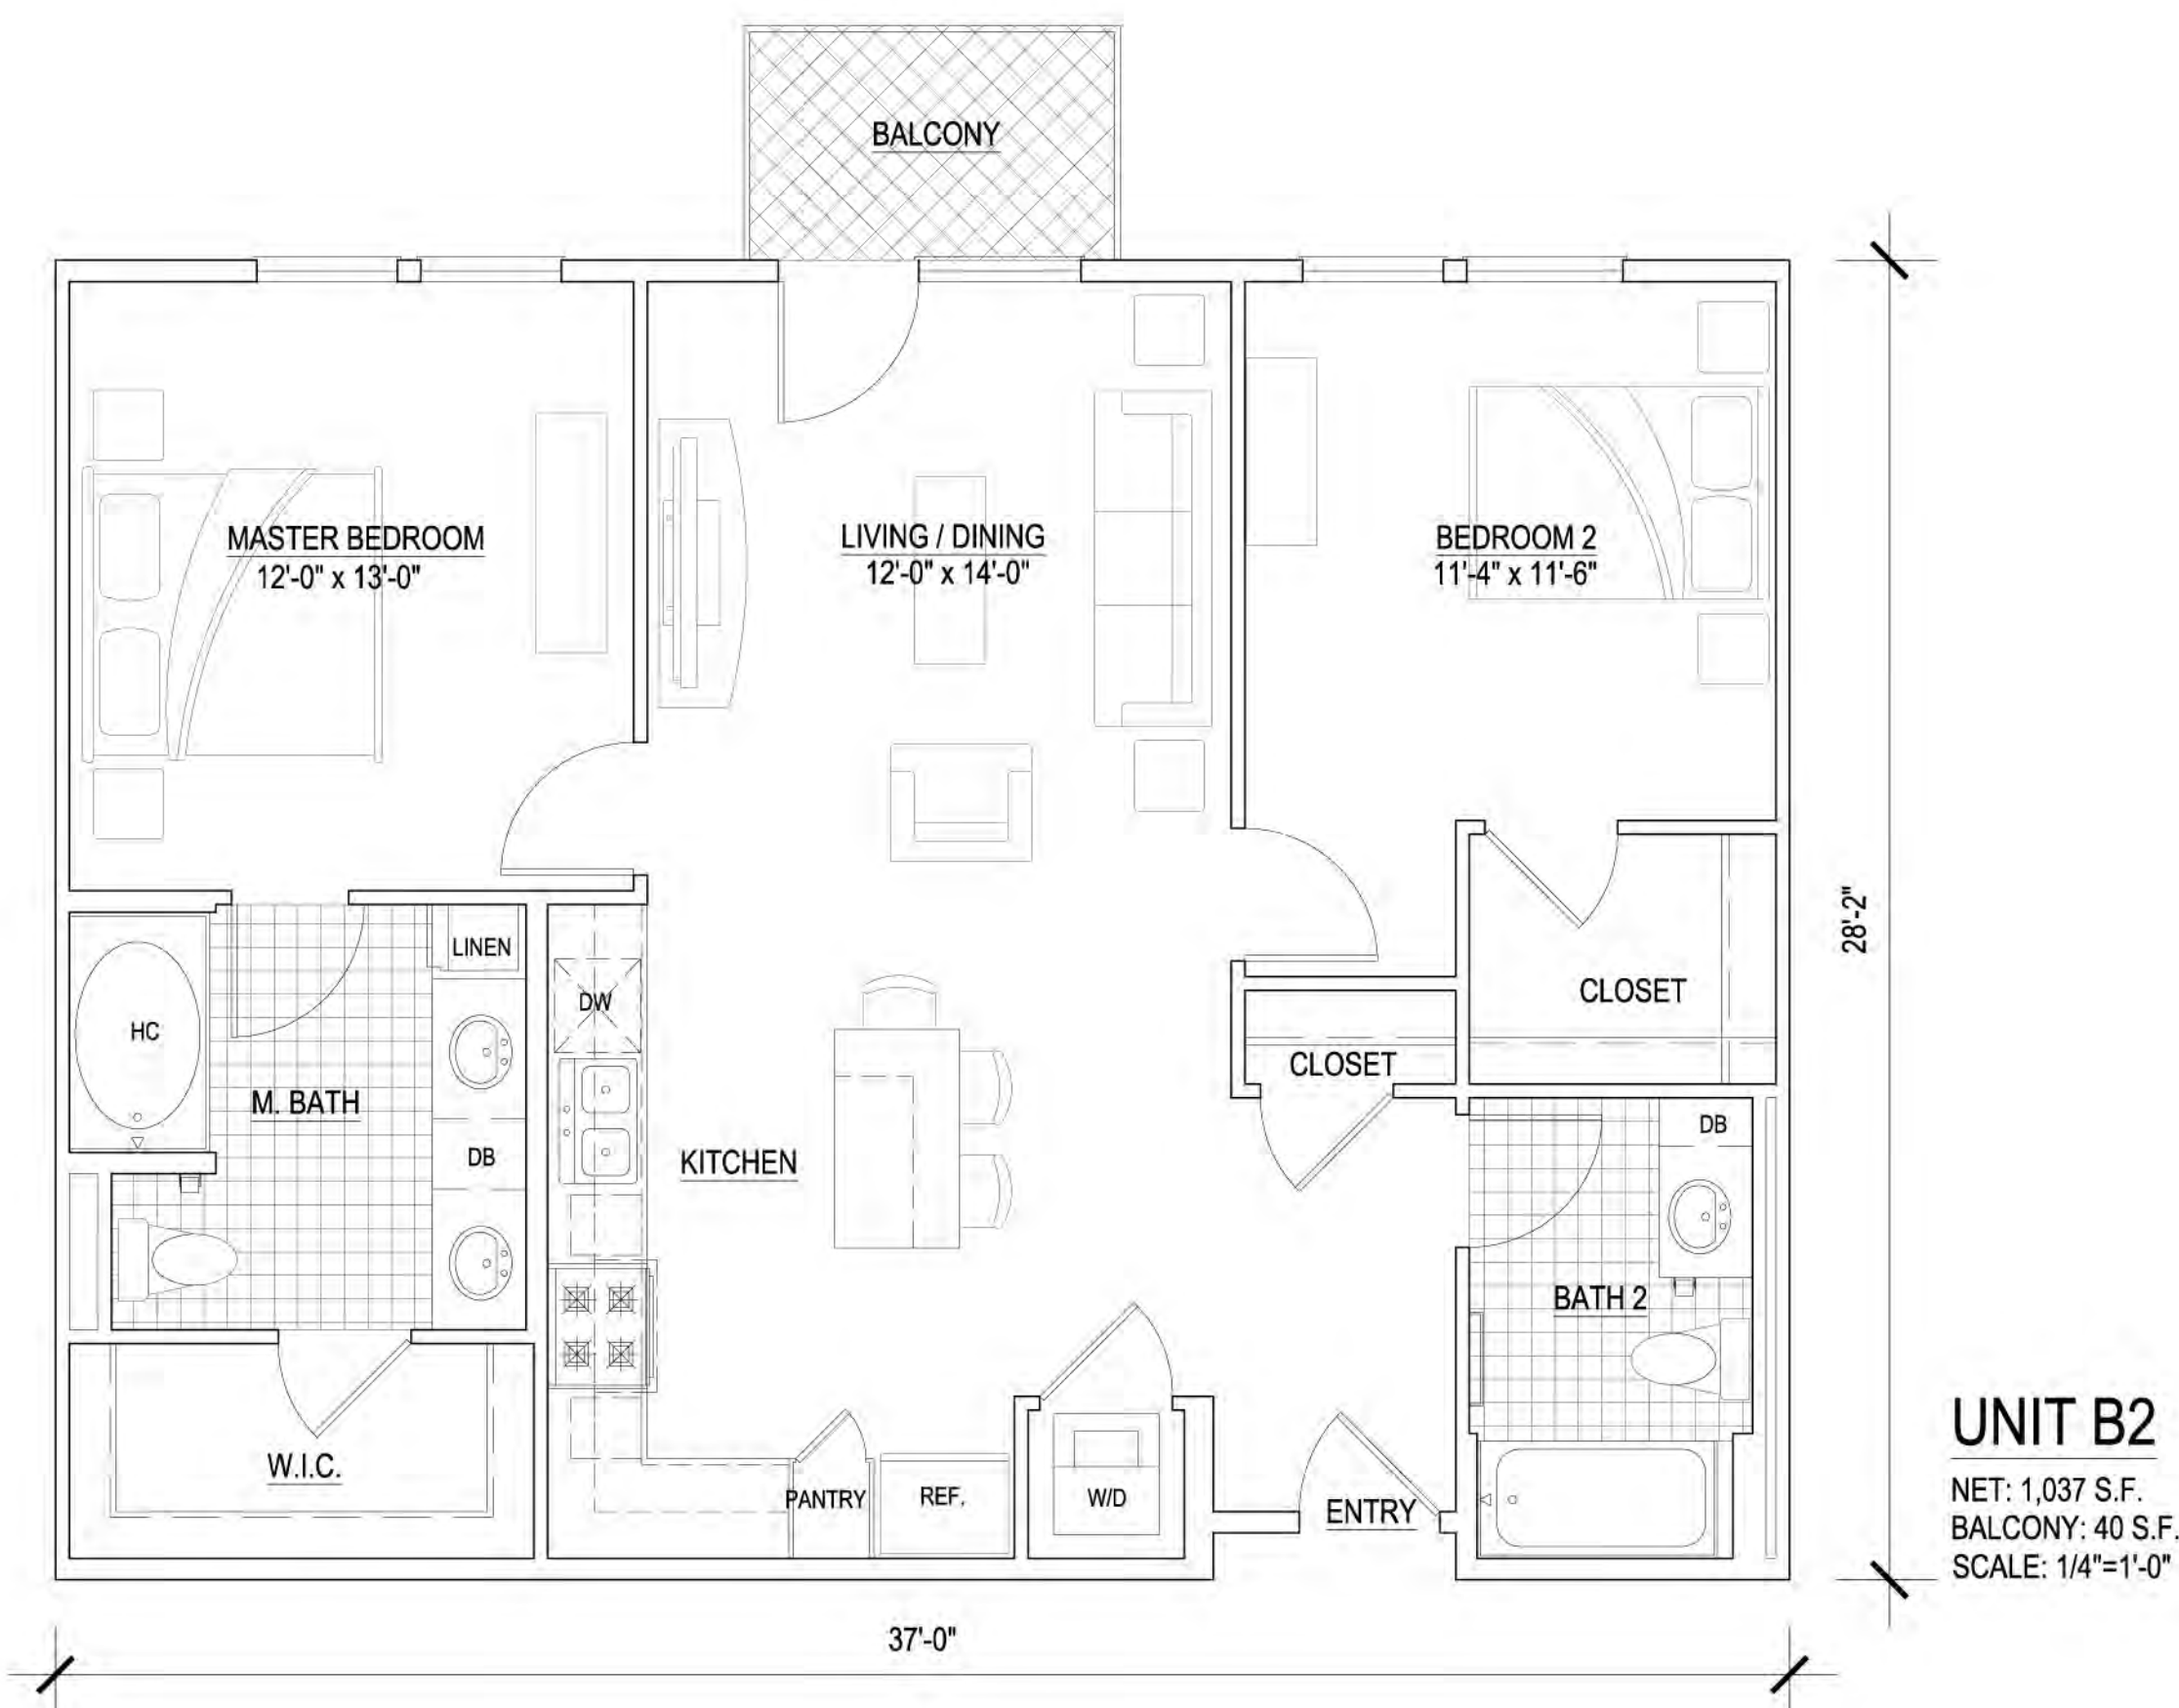 BALCONY
MASTER BEDROOM
12'-0" x 13'-0"
LIVING / DINING
12'-0" x 14'-0"
BEDROOM 2
11'-4" x 11'-6"
28'-2"
LINEN
HC
DW
CLOSET
CLOSET
M. BATH
DB
DB
KITCHEN
BATH 2
W.I.C.
PANTRY
REF.
W/D
ENTRY
UNIT B2
NET: 1,037 S.F.
BALCONY: 40 S.F.
SCALE: 1/4"=1'-0"
37'-0"